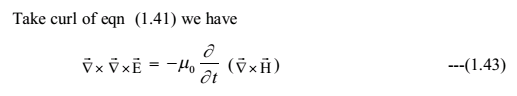 Take curl of eqn (1.41) we have
∇⃗× ∇⃗×E⃗ = −μ₀ ∂/∂t (∇⃗×H⃗) ---(1.43)